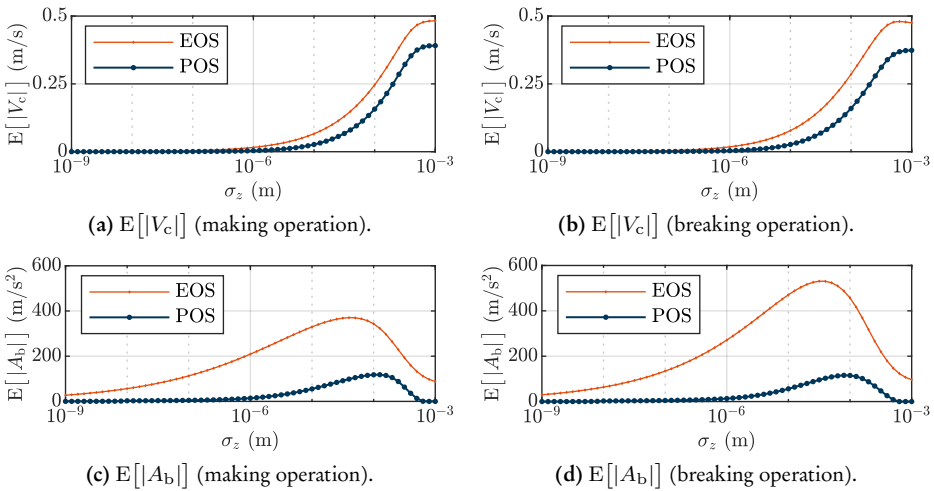 0.5
0.25
0
E[|V_c|] (m/s)
EOS
POS
10^-9
10^-6
10^-3
σ_z (m)
(a) E[|V_c|] (making operation).
0.5
0.25
0
E[|V_c|] (m/s)
EOS
POS
10^-9
10^-6
10^-3
σ_z (m)
(b) E[|V_c|] (breaking operation).
600
400
200
0
E[|A_b|] (m/s²)
EOS
POS
10^-9
10^-6
10^-3
σ_z (m)
(c) E[|A_b|] (making operation).
600
400
200
0
E[|A_b|] (m/s²)
EOS
POS
10^-9
10^-6
10^-3
σ_z (m)
(d) E[|A_b|] (breaking operation).